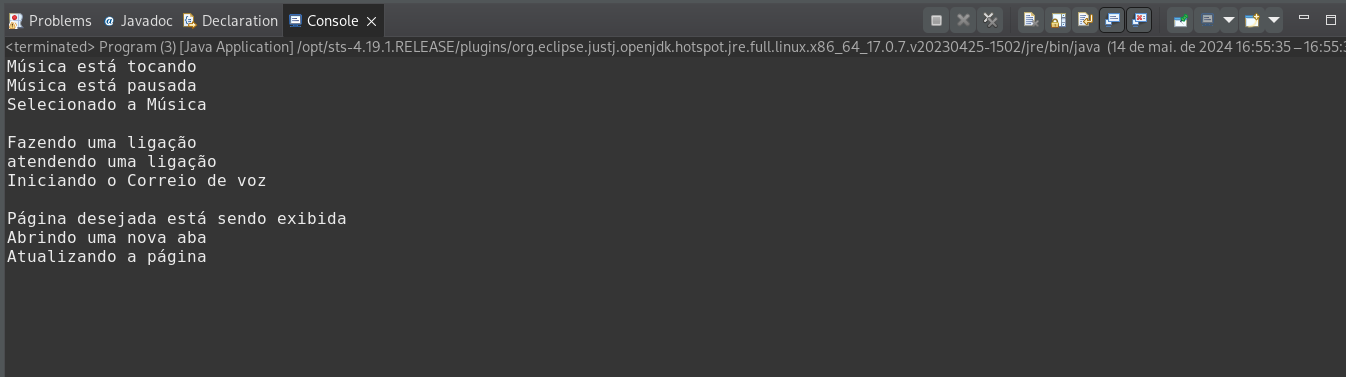 Problems Javadoc Declaration Console
<terminated> Program (3) [Java Application] /opt/sts-4.19.1.RELEASE/plugins/org.eclipse.justj.openjdk.hotspot.jre.full.linux.x86_64_17.0.7.v20230425-1502/jre/bin/java (14 de mai. de 2024 16:55:35 – 16:55:3
Música está tocando
Música está pausada
Selecionado a Música
Fazendo uma ligação
atendendo uma ligação
Iniciando o Correio de voz
Página desejada está sendo exibida
Abrindo uma nova aba
Atualizando a página